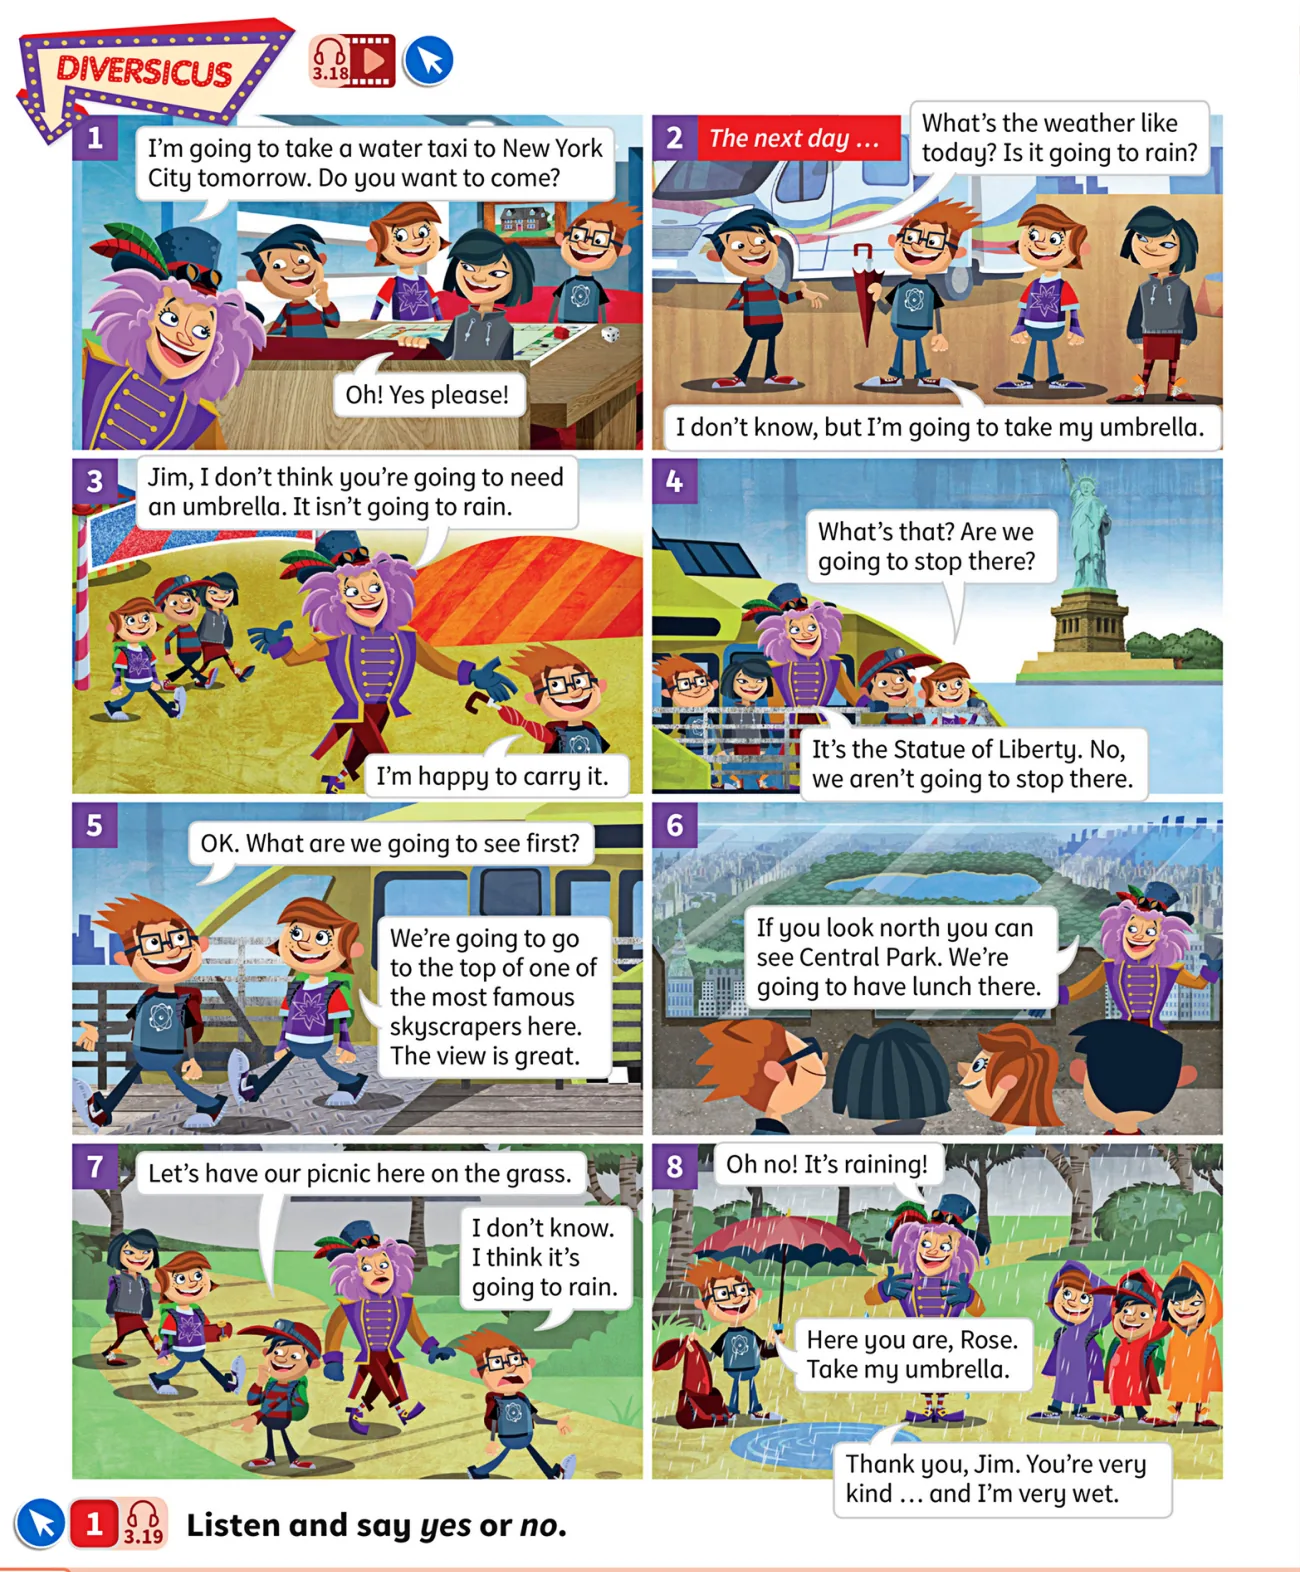 DIVERSICUS
3.18
1
I'm going to take a water taxi to New York
City tomorrow. Do you want to come?
Oh! Yes please!
2
The next day ...
What's the weather like
today? Is it going to rain?
I don't know, but I'm going to take my umbrella.
3
Jim, I don't think you're going to need
an umbrella. It isn't going to rain.
I'm happy to carry it.
4
What's that? Are we
going to stop there?
It's the Statue of Liberty. No,
we aren't going to stop there.
5
OK. What are we going to see first?
We're going to go
to the top of one of
the most famous
skyscrapers here.
The view is great.
6
If you look north you can
see Central Park. We're
going to have lunch there.
7
Let's have our picnic here on the grass.
I don't know.
I think it's
going to rain.
8
Oh no! It's raining!
Here you are, Rose.
Take my umbrella.
Thank you, Jim. You're very
kind ... and I'm very wet.
1
3.19
Listen and say yes or no.